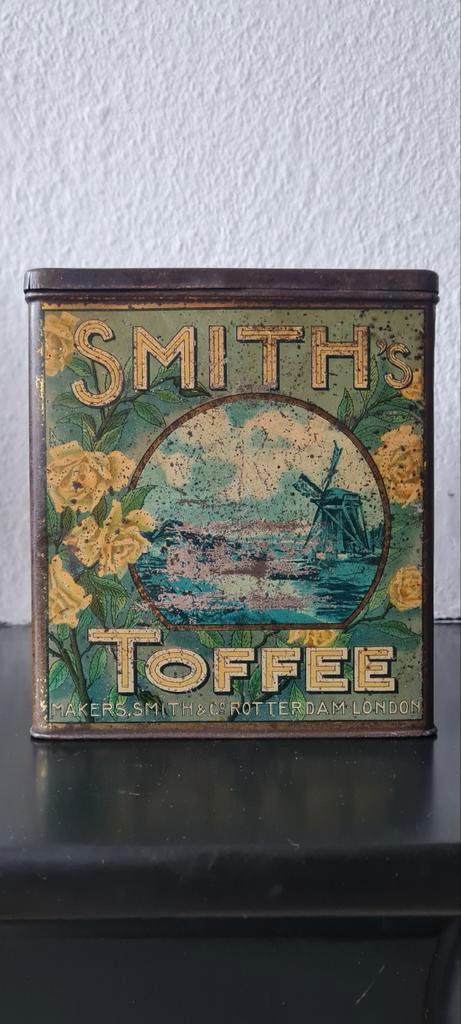 SMITH's
TOFFEE
MAKERS.SMITH & Co ROTTERDAM-LONDON